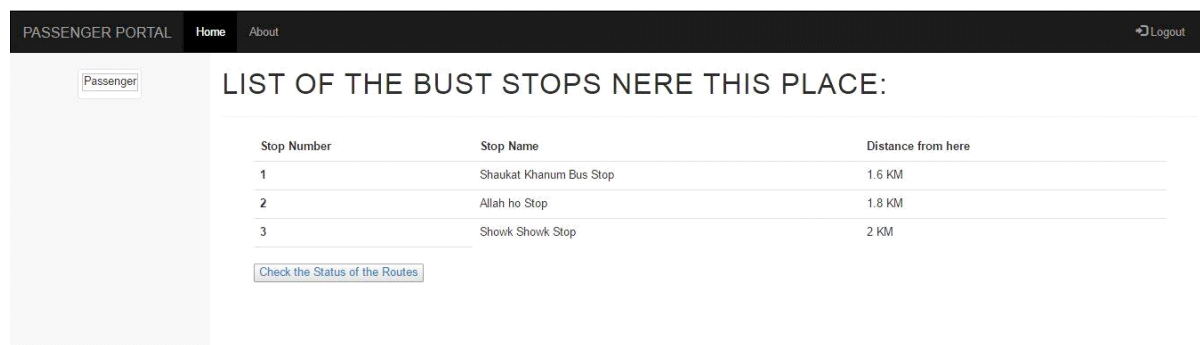 PASSENGER PORTAL Home About Logout
Passenger
LIST OF THE BUST STOPS NERE THIS PLACE:
Stop Number Stop Name Distance from here
1 Shaukat Khanum Bus Stop 1.6 KM
2 Allah ho Stop 1.8 KM
3 Showk Showk Stop 2 KM
Check the Status of the Routes